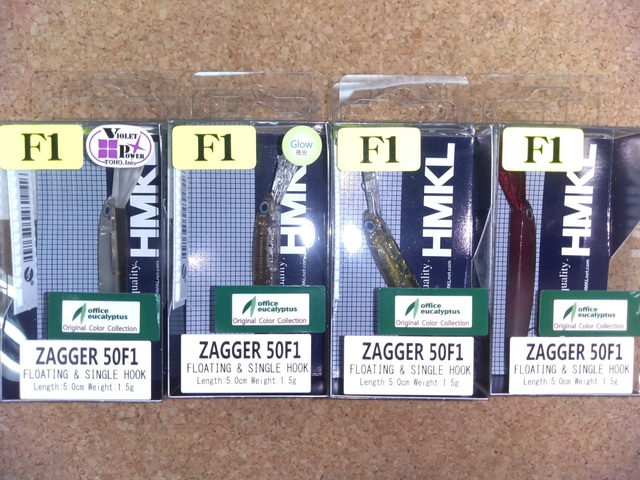 F1
VIOLET
POWER
TOHO.Inc
HMKL
office
eucalyptus
Original Color Collection
ZAGGER 50F1
FLOATING & SINGLE HOOK
Length 5.0cm Weight 1.5g
F1
Glow
夜光
HMKL
office
eucalyptus
Original Color Collection
ZAGGER 50F1
FLOATING & SINGLE HOOK
Length 5.0cm Weight 1.5g
F1
HMKL
quality.
office
eucalyptus
Original Color Collection
ZAGGER 50F1
FLOATING & SINGLE HOOK
Length 5.0cm Weight 1.5g
F1
HMKL
office
eucalyptus
Original Color Collection
ZAGGER 50F1
FLOATING & SINGLE HOOK
Length 5.0cm Weight 1.5g